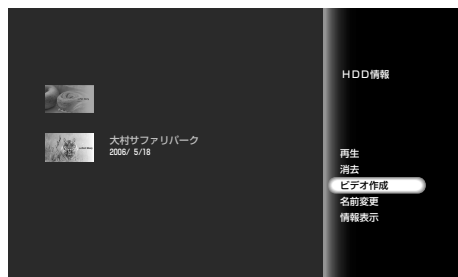 HDD情報
大村サファリパーク
2006/ 5/18
再生
消去
ビデオ作成
名前変更
情報表示